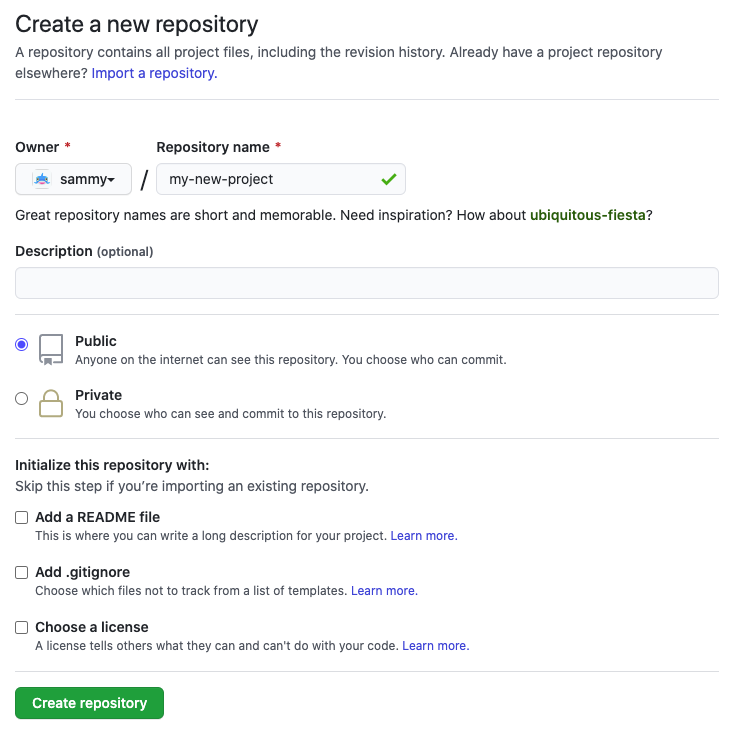 Create a new repository
A repository contains all project files, including the revision history. Already have a project repository
elsewhere? Import a repository.
Owner *
Repository name *
sammy
/
my-new-project
Great repository names are short and memorable. Need inspiration? How about ubiquitous-fiesta?
Description (optional)
Public
Anyone on the internet can see this repository. You choose who can commit.
Private
You choose who can see and commit to this repository.
Initialize this repository with:
Skip this step if you’re importing an existing repository.
Add a README file
This is where you can write a long description for your project. Learn more.
Add .gitignore
Choose which files not to track from a list of templates. Learn more.
Choose a license
A license tells others what they can and can't do with your code. Learn more.
Create repository